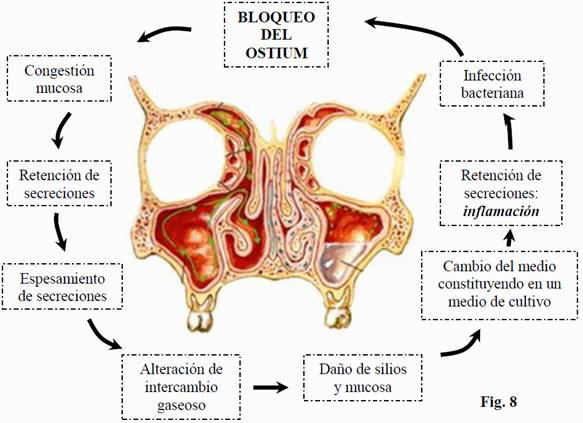 BLOQUEO
DEL
OSTIUM
Congestión
mucosa
Retención de
secreciones
Espesamiento
de secreciones
Alteración de
intercambio
gaseoso
Daño de silios
y mucosa
Cambio del medio
constituyendo en un
medio de cultivo
Retención de
secreciones:
inflamación
Infección
bacteriana
Fig. 8